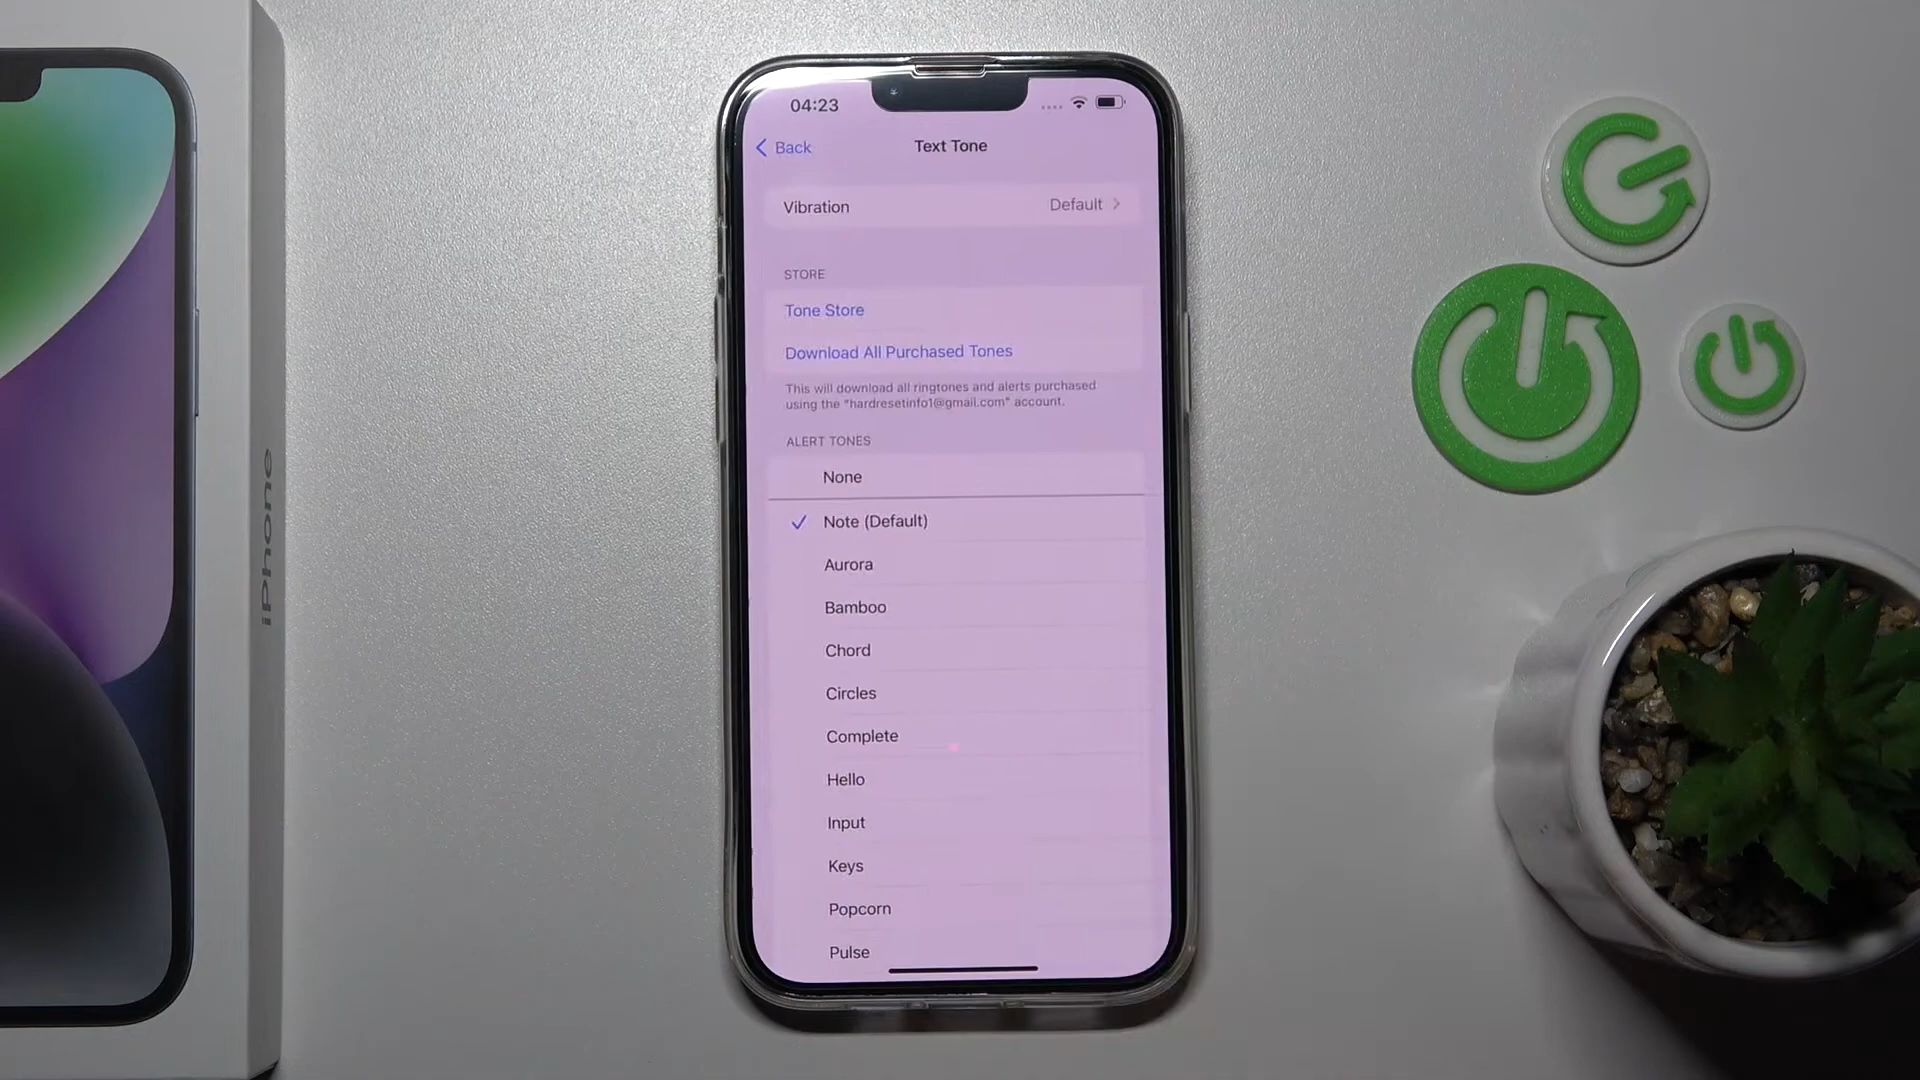 iPhone
04:23
Back
Text Tone
Vibration
Default
STORE
Tone Store
Download All Purchased Tones
This will download all ringtones and alerts purchased
using the "hardresetinfo1@gmail.com" account.
ALERT TONES
None
Note (Default)
Aurora
Bamboo
Chord
Circles
Complete
Hello
Input
Keys
Popcorn
Pulse